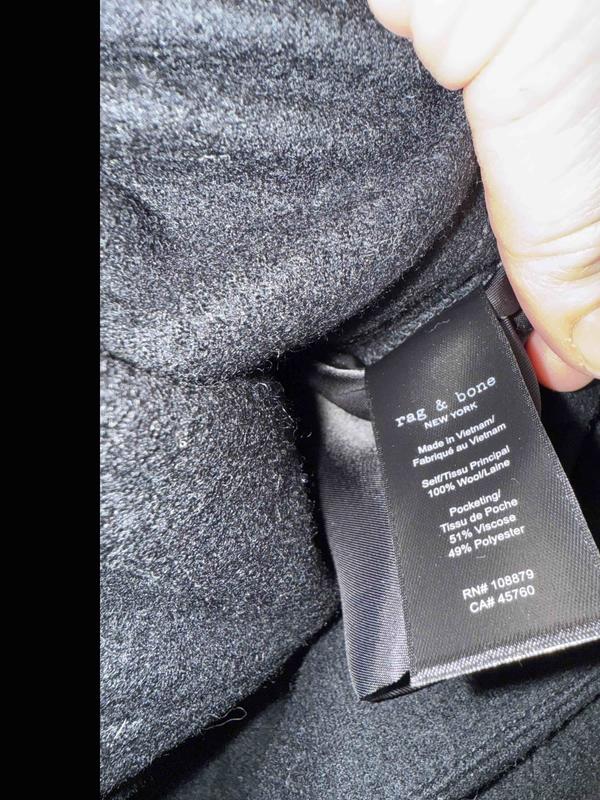 rag & bone
NEW YORK
Made in Vietnam/
Fabriqué au Vietnam
Self/Tissu Principal
100% Wool/Laine
Pocketing/
Tissu de Poche
51% Viscose
49% Polyester
RN# 108879
CA# 45760